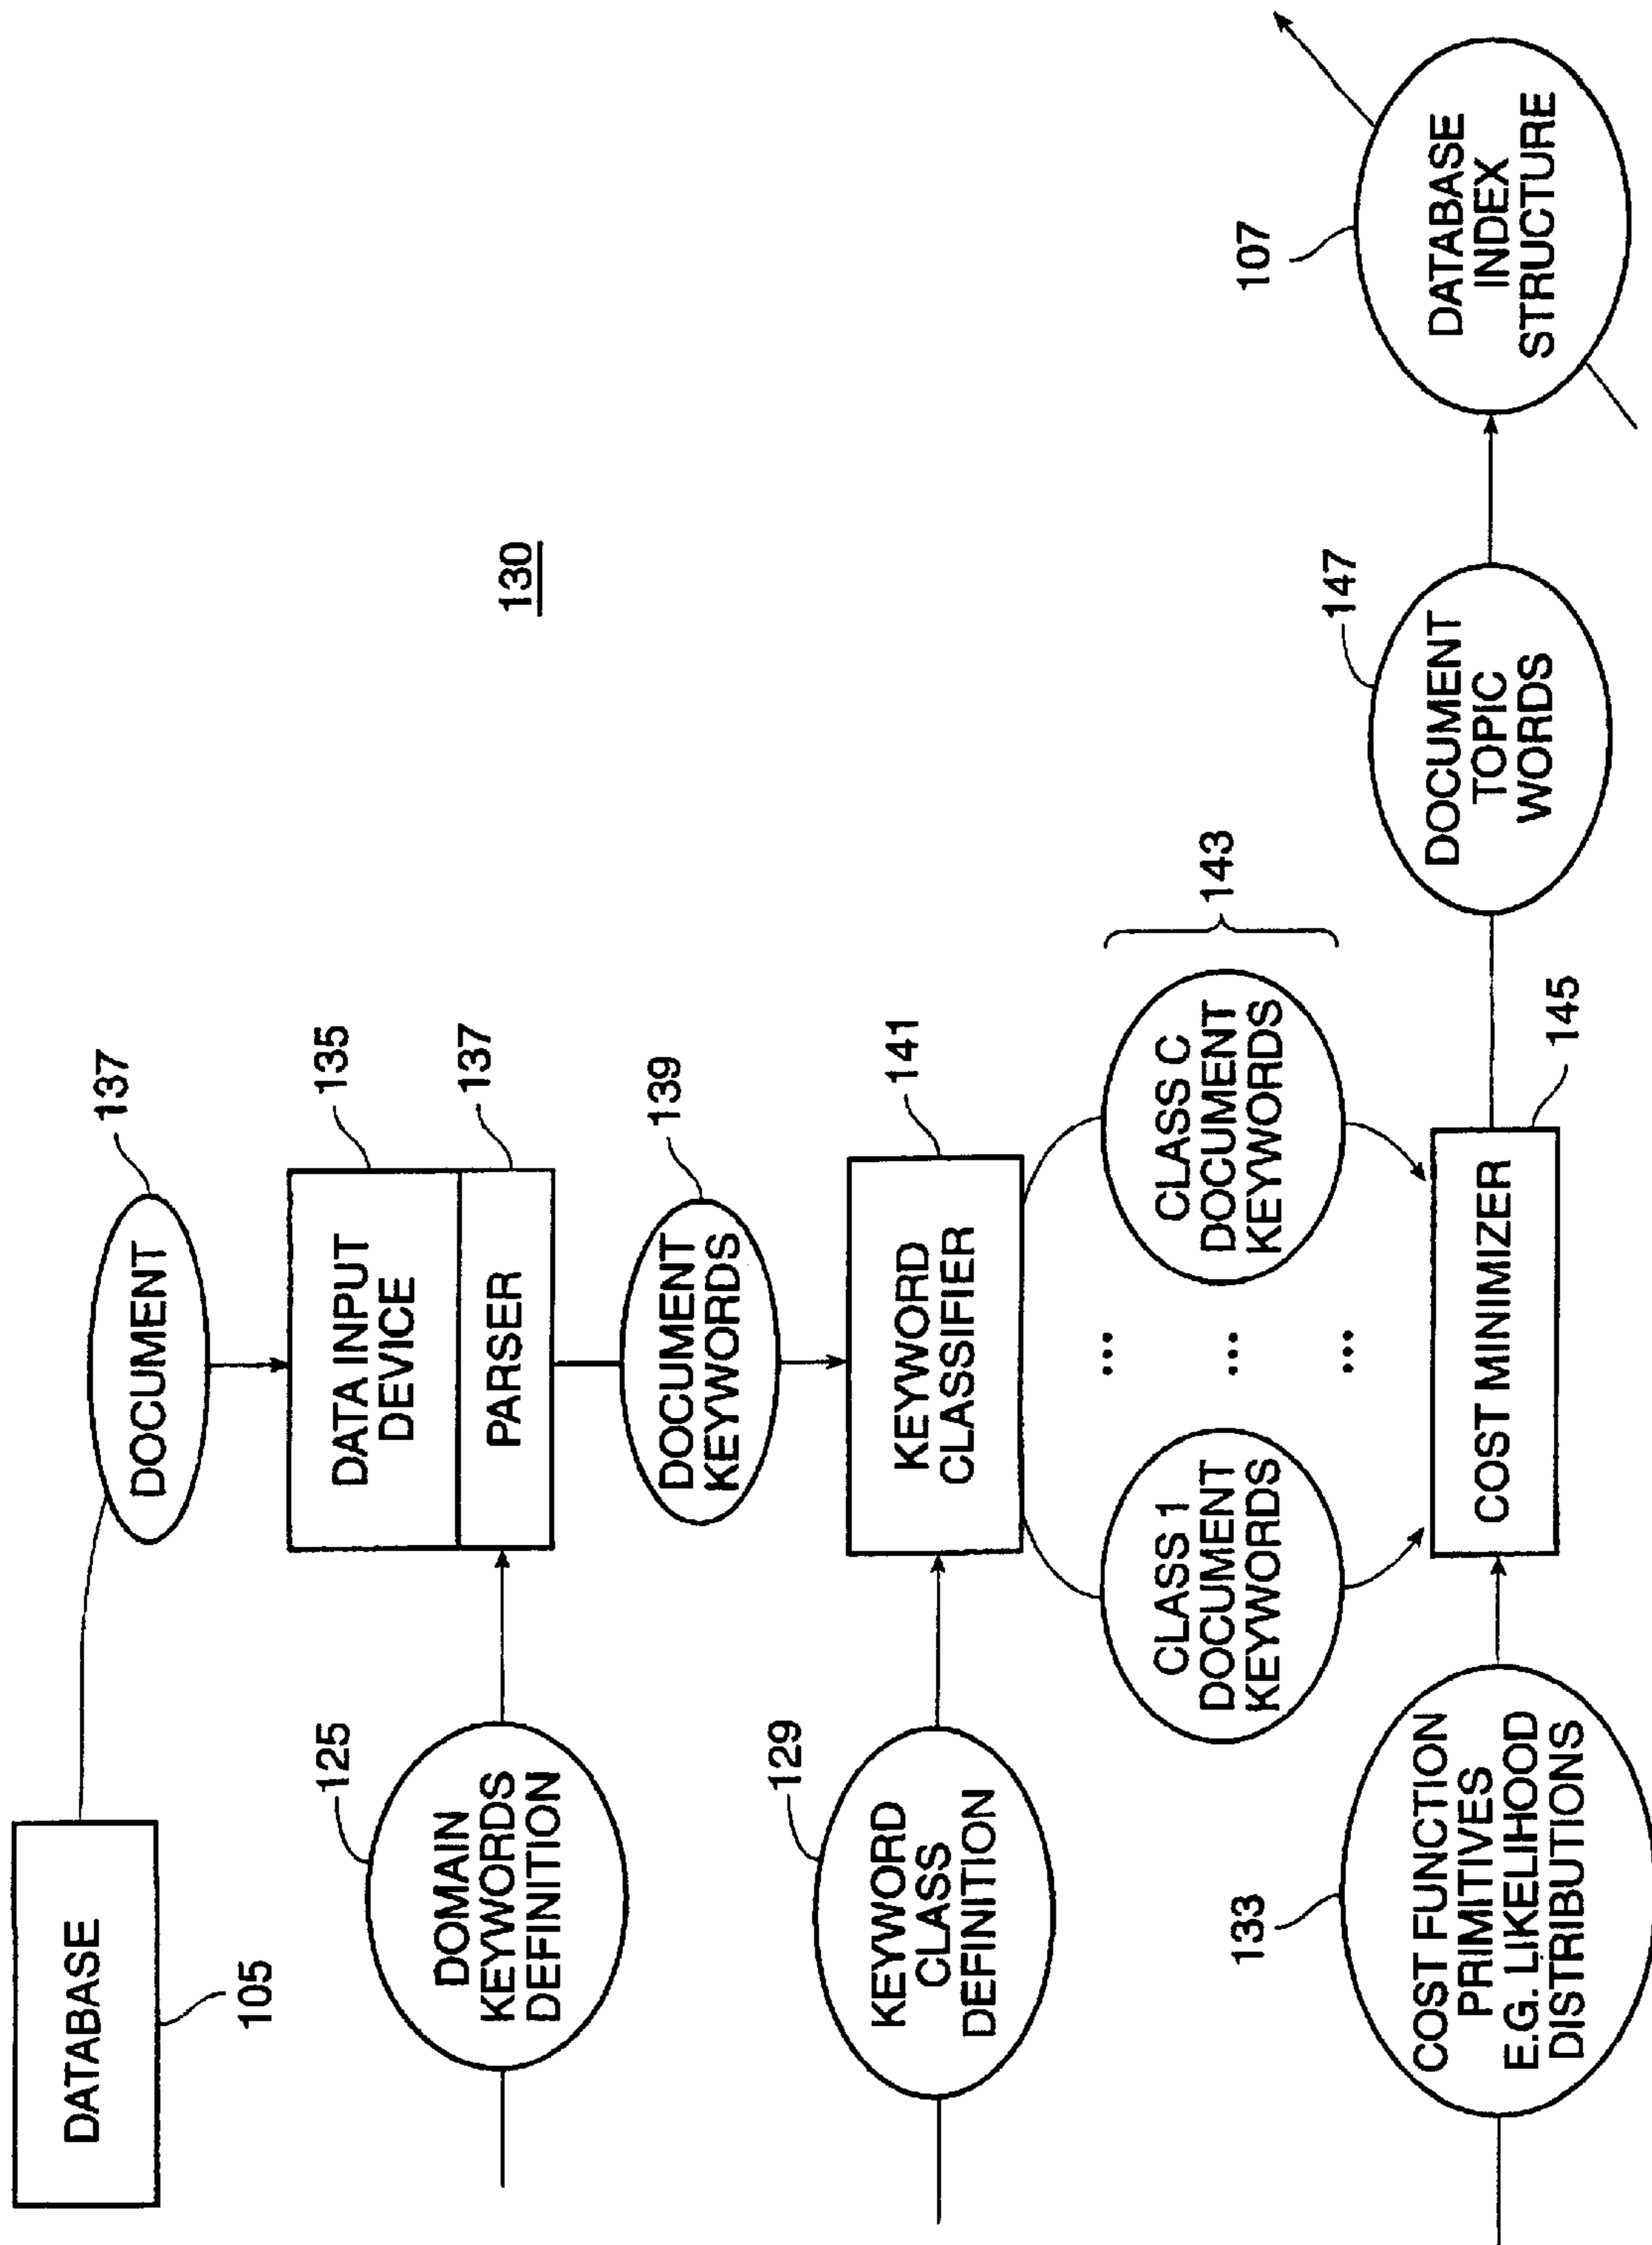 DATABASE
105
DOCUMENT
137
DATA INPUT
DEVICE
135
PARSER
137
DOMAIN
KEYWORDS
DEFINITION
125
130
DOCUMENT
KEYWORDS
139
KEYWORD
CLASS
DEFINITION
129
KEYWORD
CLASSIFIER
141
CLASS 1
DOCUMENT
KEYWORDS
...
...
...
CLASS C
DOCUMENT
KEYWORDS
143
COST FUNCTION
PRIMITIVES
E.G. LIKELIHOOD
DISTRIBUTIONS
133
COST MINIMIZER
145
DOCUMENT
TOPIC
WORDS
147
DATABASE
INDEX
STRUCTURE
107